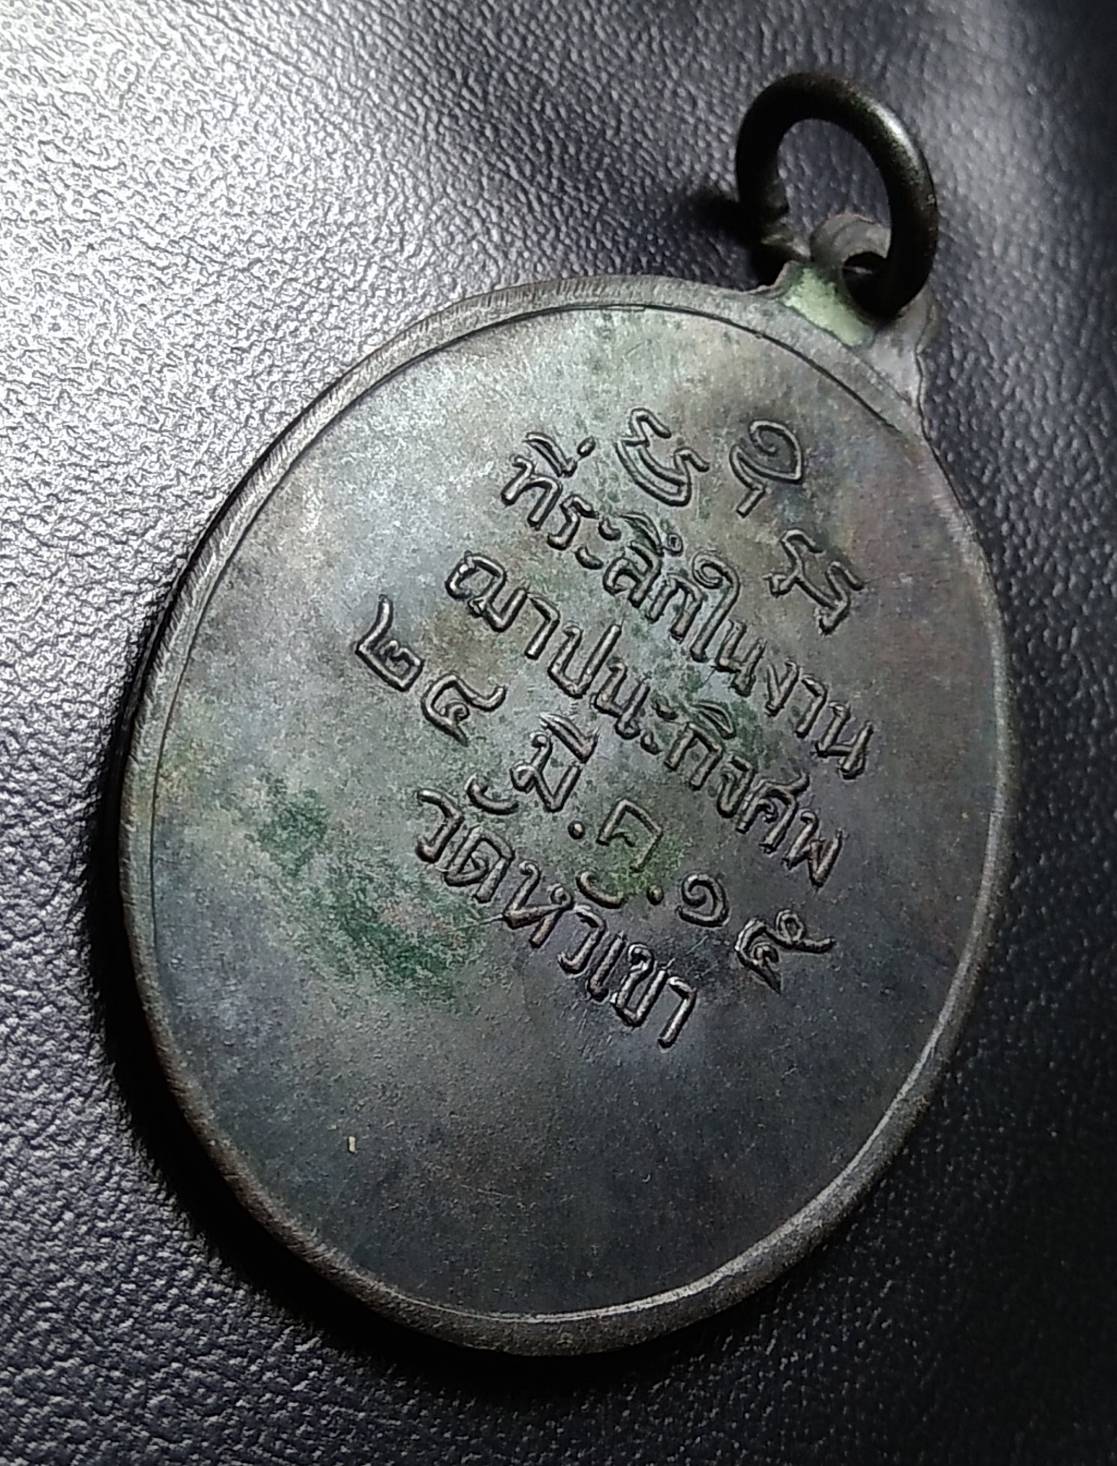 ที่ระลึกในงาน
ฌาปนะกิจศพ
๒๔ มี.ค.๑๕
วัดหัวเขา